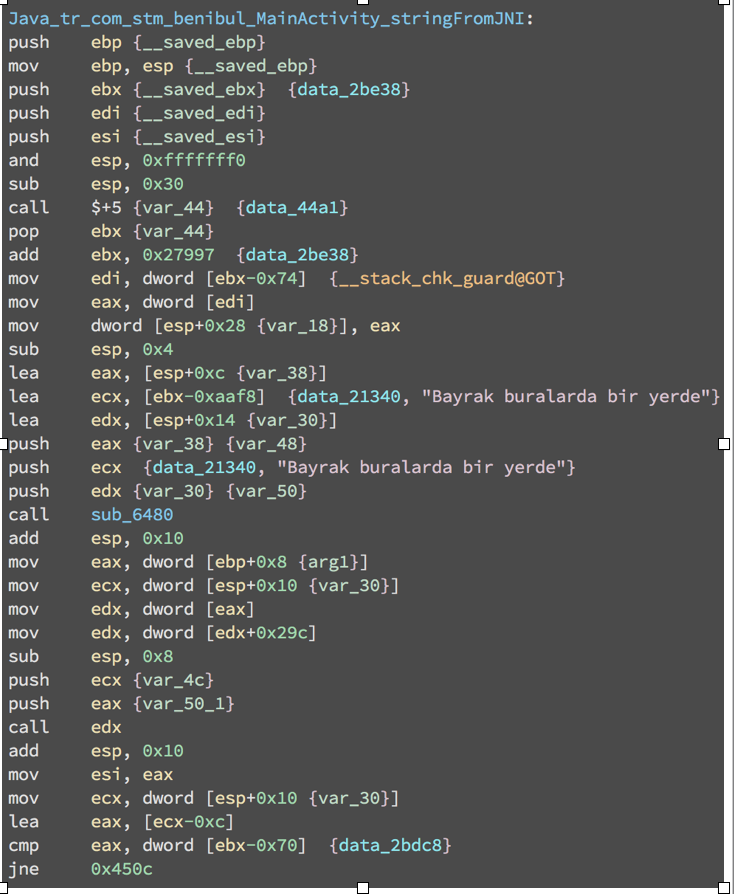 Java_tr_com_stm_benibul_MainActivity_stringFromJNI:
push    ebp {__saved_ebp}
mov     ebp, esp {__saved_ebp}
push    ebx {__saved_ebx}  {data_2be38}
push    edi {__saved_edi}
push    esi {__saved_esi}
and     esp, 0xfffffff0
sub     esp, 0x30
call    $+5 {var_44}  {data_44a1}
pop     ebx {var_44}
add     ebx, 0x27997  {data_2be38}
mov     edi, dword [ebx-0x74]  {__stack_chk_guard@GOT}
mov     eax, dword [edi]
mov     dword [esp+0x28 {var_18}], eax
sub     esp, 0x4
lea     eax, [esp+0xc {var_38}]
lea     ecx, [ebx-0xaaf8]  {data_21340, "Bayrak buralarda bir yerde"}
lea     edx, [esp+0x14 {var_30}]
push    eax {var_38} {var_48}
push    ecx  {data_21340, "Bayrak buralarda bir yerde"}
push    edx {var_30} {var_50}
call    sub_6480
add     esp, 0x10
mov     eax, dword [ebp+0x8 {arg1}]
mov     ecx, dword [esp+0x10 {var_30}]
mov     edx, dword [eax]
mov     edx, dword [edx+0x29c]
sub     esp, 0x8
push    ecx {var_4c}
push    eax {var_50_1}
call    edx
add     esp, 0x10
mov     esi, eax
mov     ecx, dword [esp+0x10 {var_30}]
lea     eax, [ecx-0xc]
cmp     eax, dword [ebx-0x70]  {data_2bdc8}
jne     0x450c